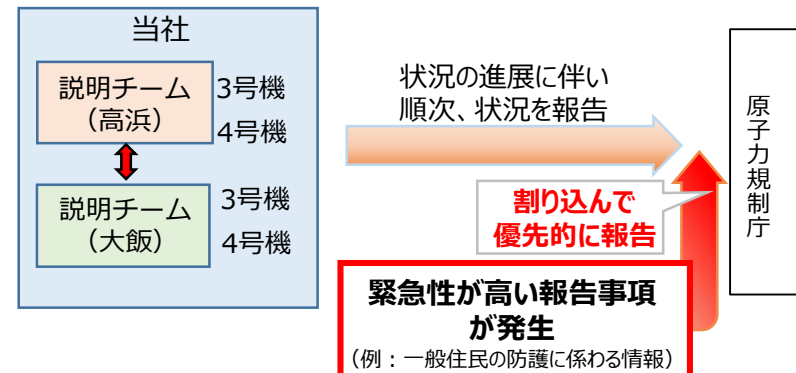 当社
説明チーム
（高浜）
3号機
4号機
説明チーム
（大飯）
3号機
4号機
状況の進展に伴い
順次、状況を報告
割り込んで
優先的に報告
緊急性が高い報告事項
が発生
（例：一般住民の防護に係わる情報）
原子力規制庁